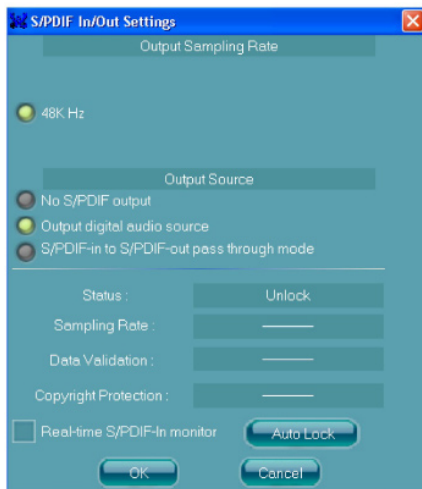 S/PDIF In/Out Settings
Output Sampling Rate
48K Hz
Output Source
No S/PDIF output
Output digital audio source
S/PDIF-in to S/PDIF-out pass through mode
Status : Unlock
Sampling Rate :
Data Validation :
Copyright Protection :
Real-time S/PDIF-In monitor Auto Lock
OK Cancel